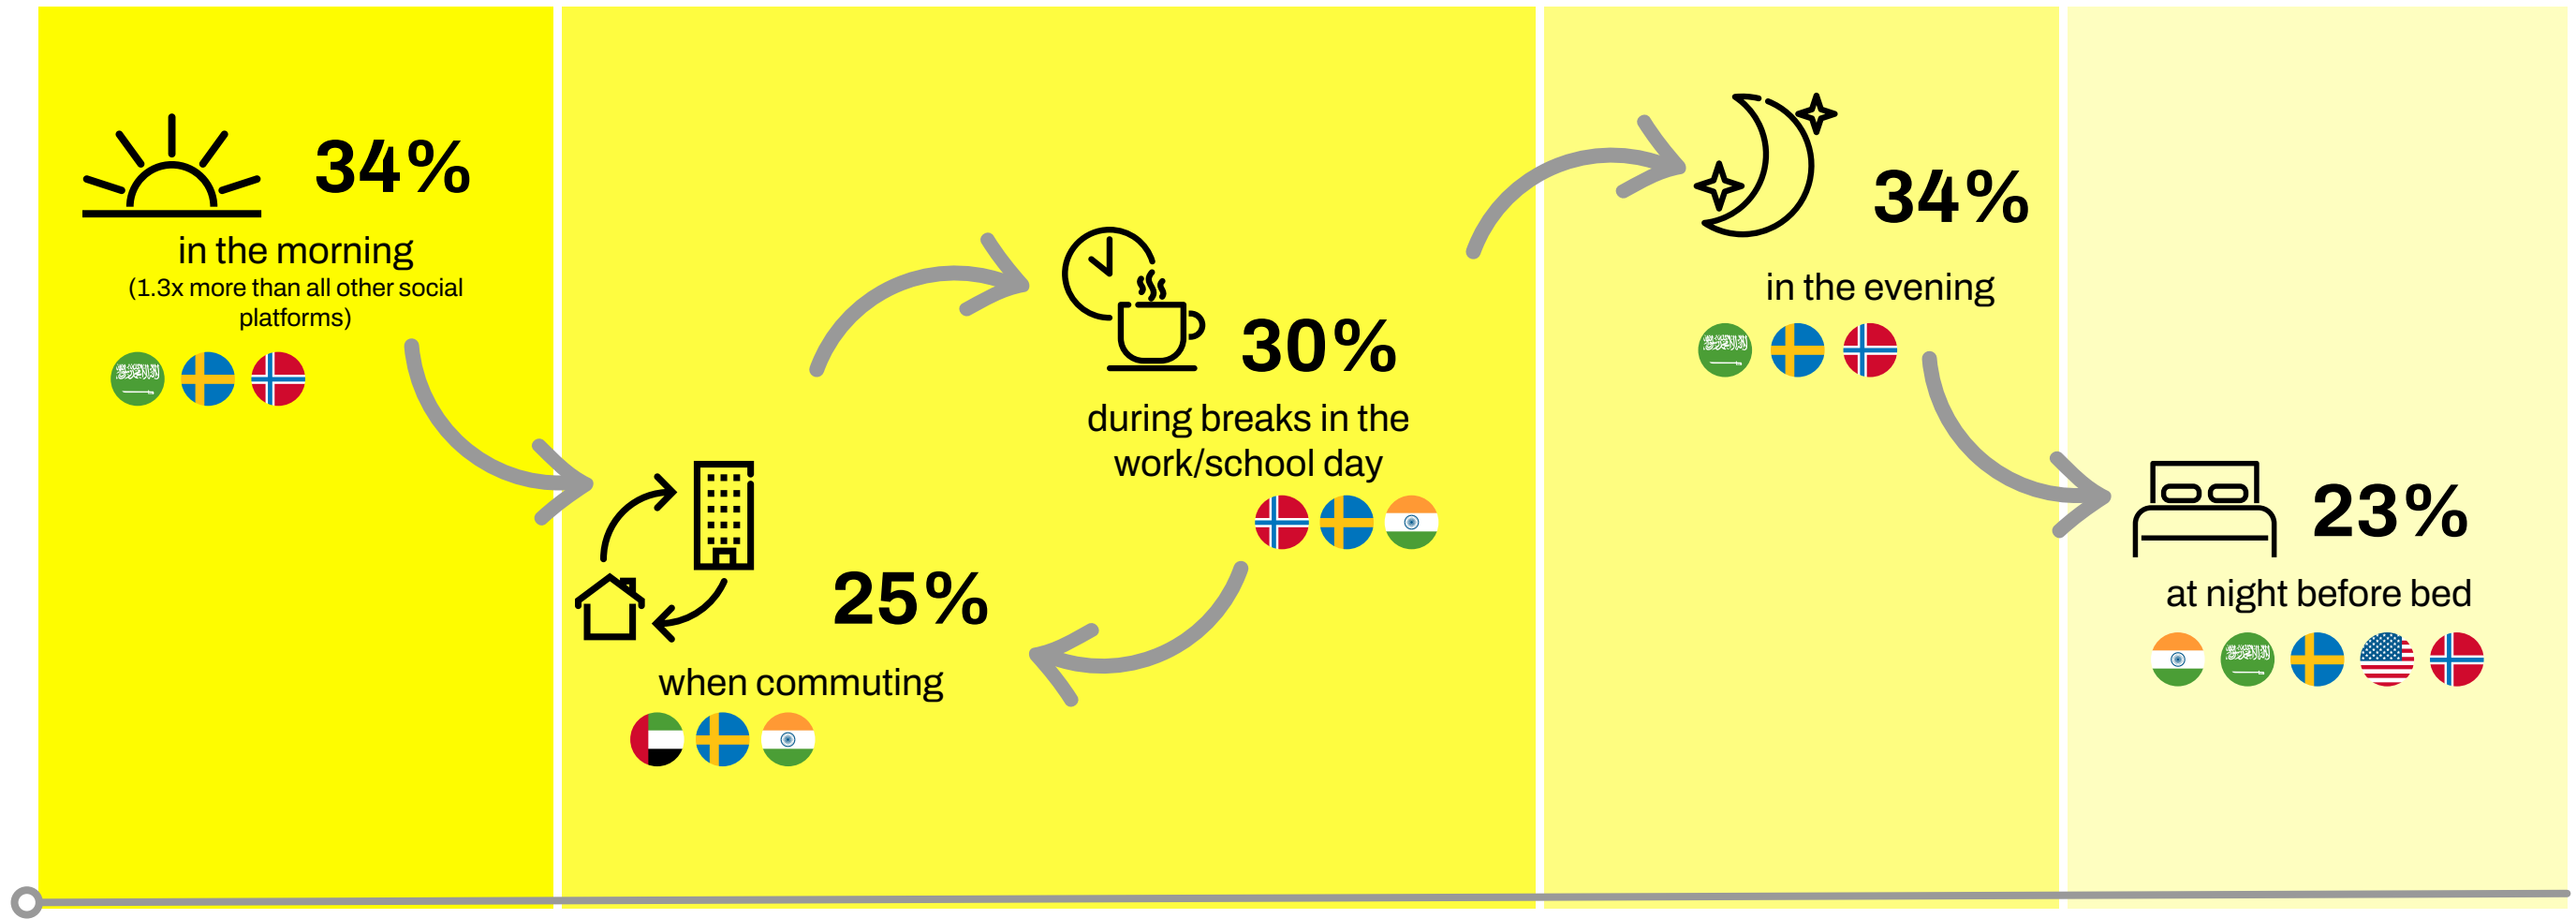 34%
in the morning
(1.3x more than all other social
platforms)
25%
when commuting
30%
during breaks in the
work/school day
34%
in the evening
23%
at night before bed